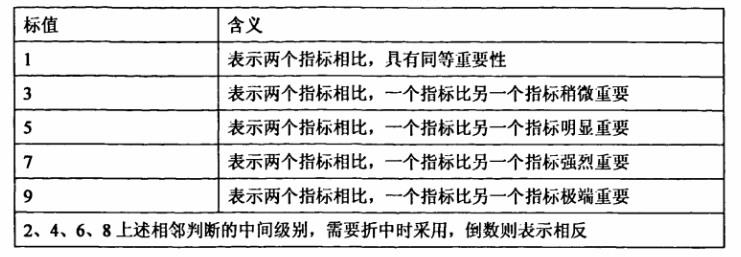 标值 含义
1 表示两个指标相比，具有同等重要性
3 表示两个指标相比，一个指标比另一个指标稍微重要
5 表示两个指标相比，一个指标比另一个指标明显重要
7 表示两个指标相比，一个指标比另一个指标强烈重要
9 表示两个指标相比，一个指标比另一个指标极端重要
2、4、6、8上述相邻判断的中间级别，需要折中时采用，倒数则表示相反